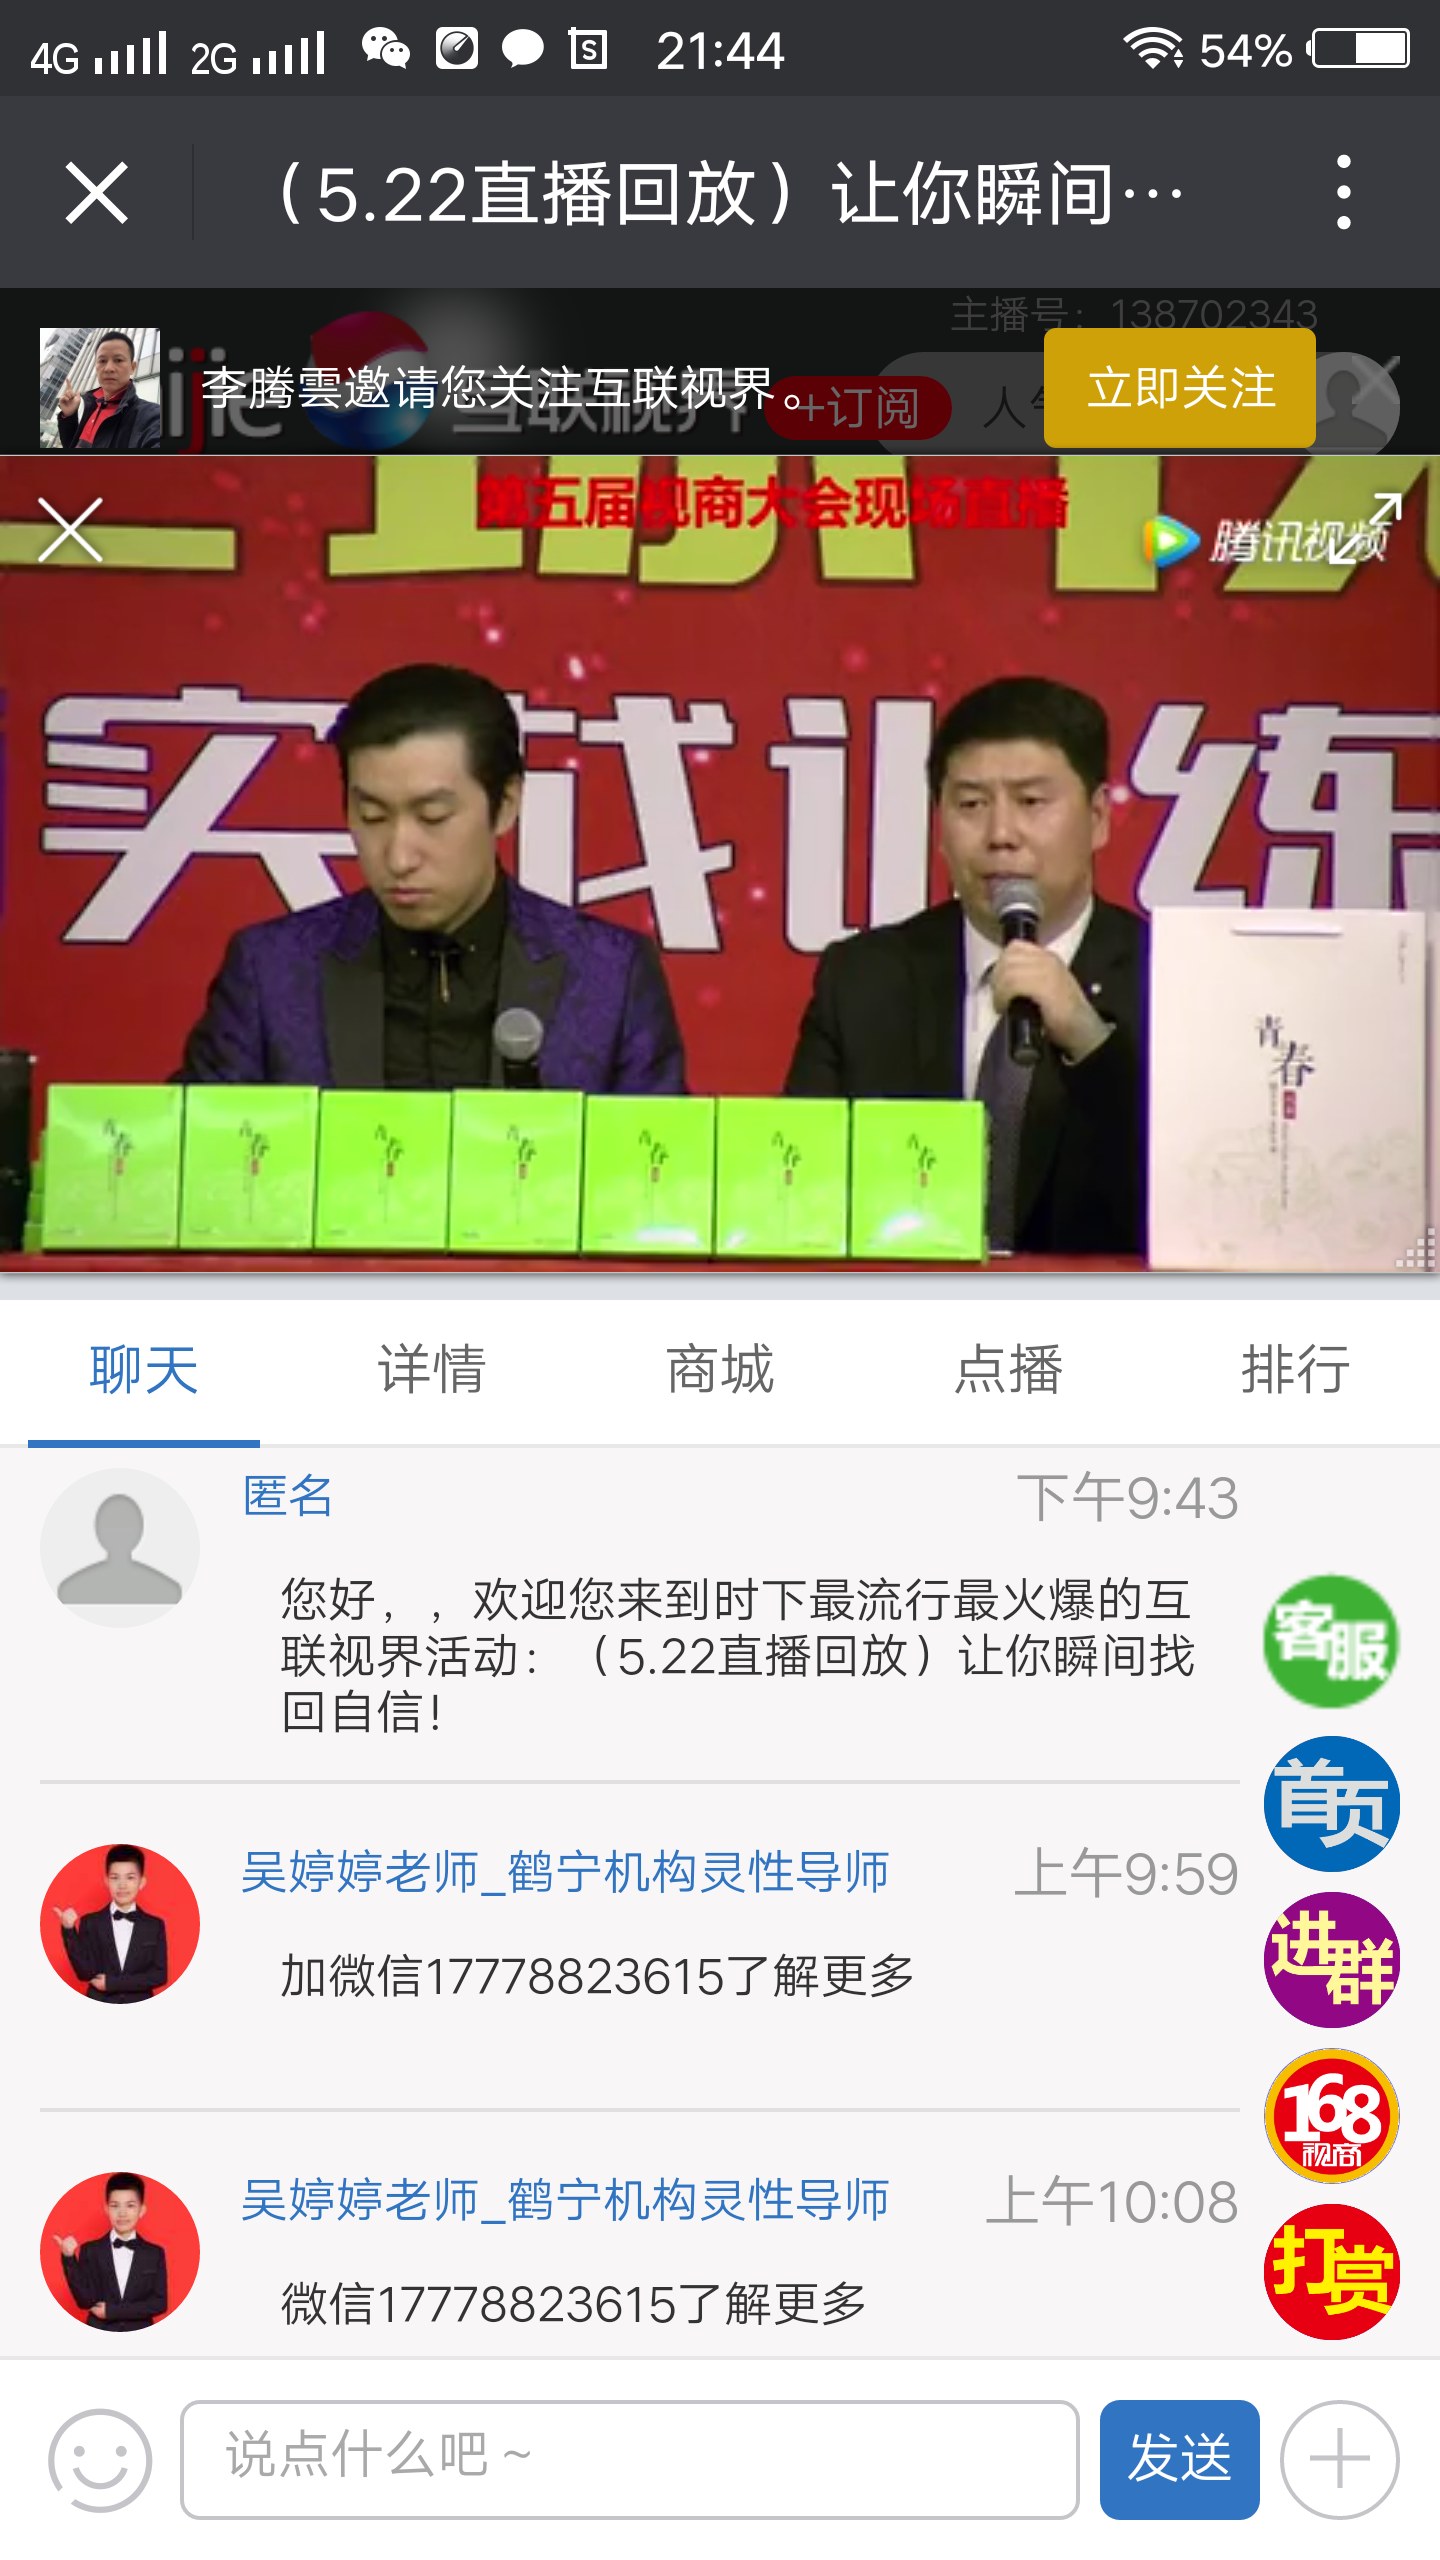 4G 2G 21:44 54%
（5.22直播回放）让你瞬间…
主播号：138702343
李腾雲邀请您关注互联视界。
+订阅
立即关注
第五届视商大会现场直播
腾讯视频
实战训练
青春
聊天 详情 商城 点播 排行
匿名 下午9:43
您好，，欢迎您来到时下最流行最火爆的互
联视界活动：（5.22直播回放）让你瞬间找
回自信！
客服
首页
吴婷婷老师_鹤宁机构灵性导师 上午9:59
加微信17778823615了解更多
进群
168
视商
吴婷婷老师_鹤宁机构灵性导师 上午10:08
微信17778823615了解更多
打赏
说点什么吧~
发送